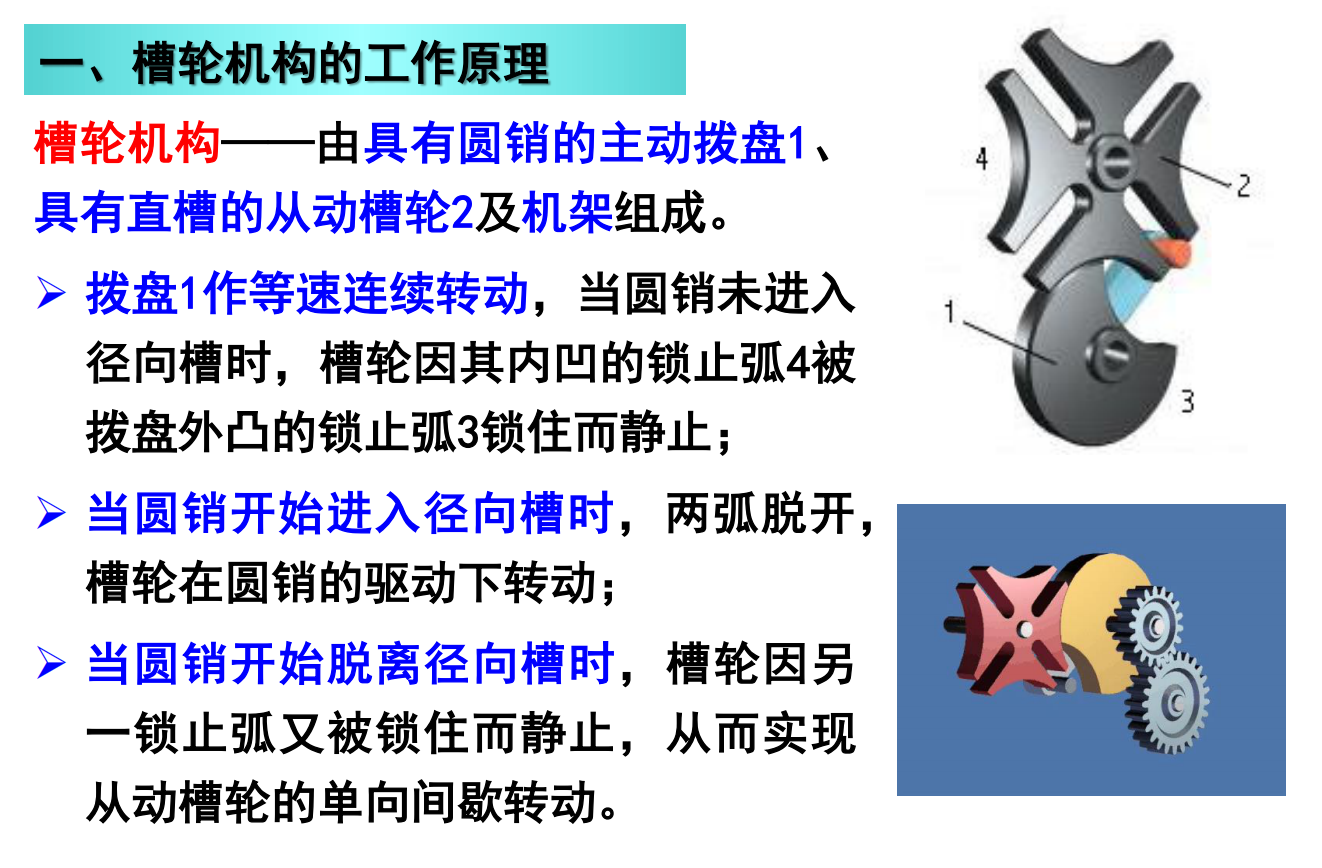 一、槽轮机构的工作原理
槽轮机构——由具有圆销的主动拨盘1、
具有直槽的从动槽轮2及机架组成。
➢ 拨盘1作等速连续转动，当圆销未进入
径向槽时，槽轮因其内凹的锁止弧4被
拨盘外凸的锁止弧3锁住而静止；
➢ 当圆销开始进入径向槽时，两弧脱开，
槽轮在圆销的驱动下转动；
➢ 当圆销开始脱离径向槽时，槽轮因另
一锁止弧又被锁住而静止，从而实现
从动槽轮的单向间歇转动。
4
2
1
3